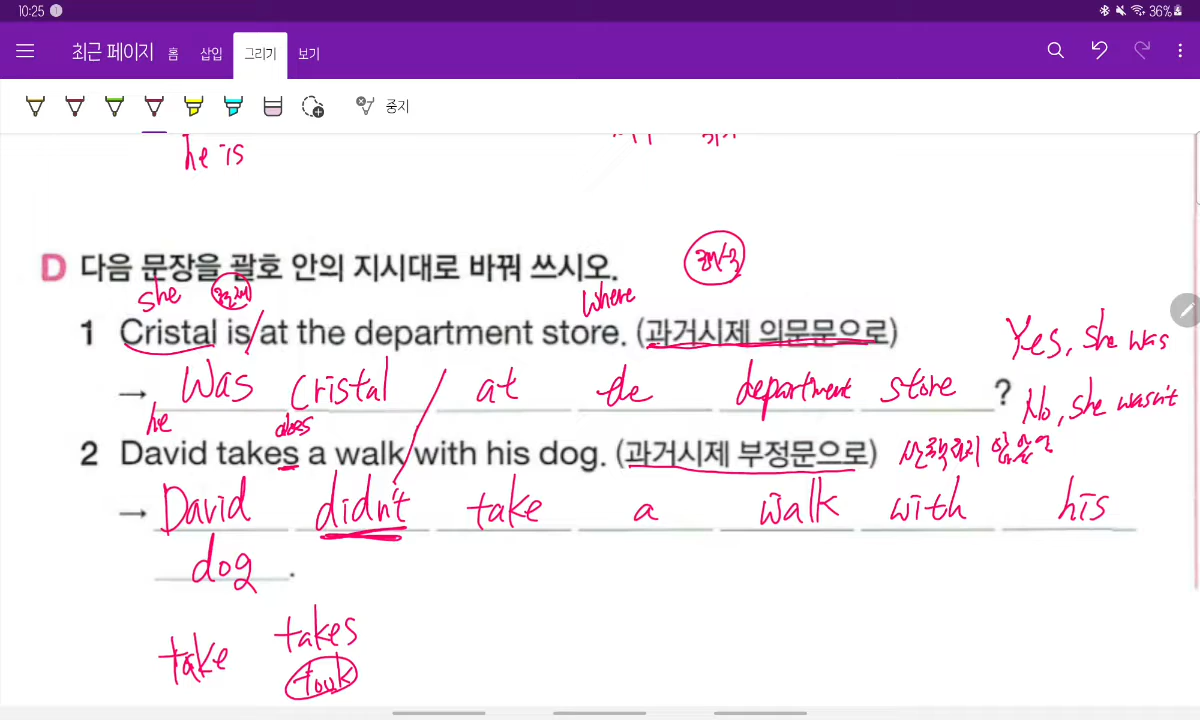 10:25 36%
최근 페이지 홈 삽입 그리기 보기
중지
he is
D 다음 문장을 괄호 안의 지시대로 바꿔 쓰시오.
she where
1 Cristal is / at the department store. (과거시제 의문문으로)
Yes, she was
→ Was Cristal / at de department store ?
No, she wasn't
he does
2 David takes a walk / with his dog. (과거시제 부정문으로)
→ David didn't take a walk with his
dog .
take takes
took